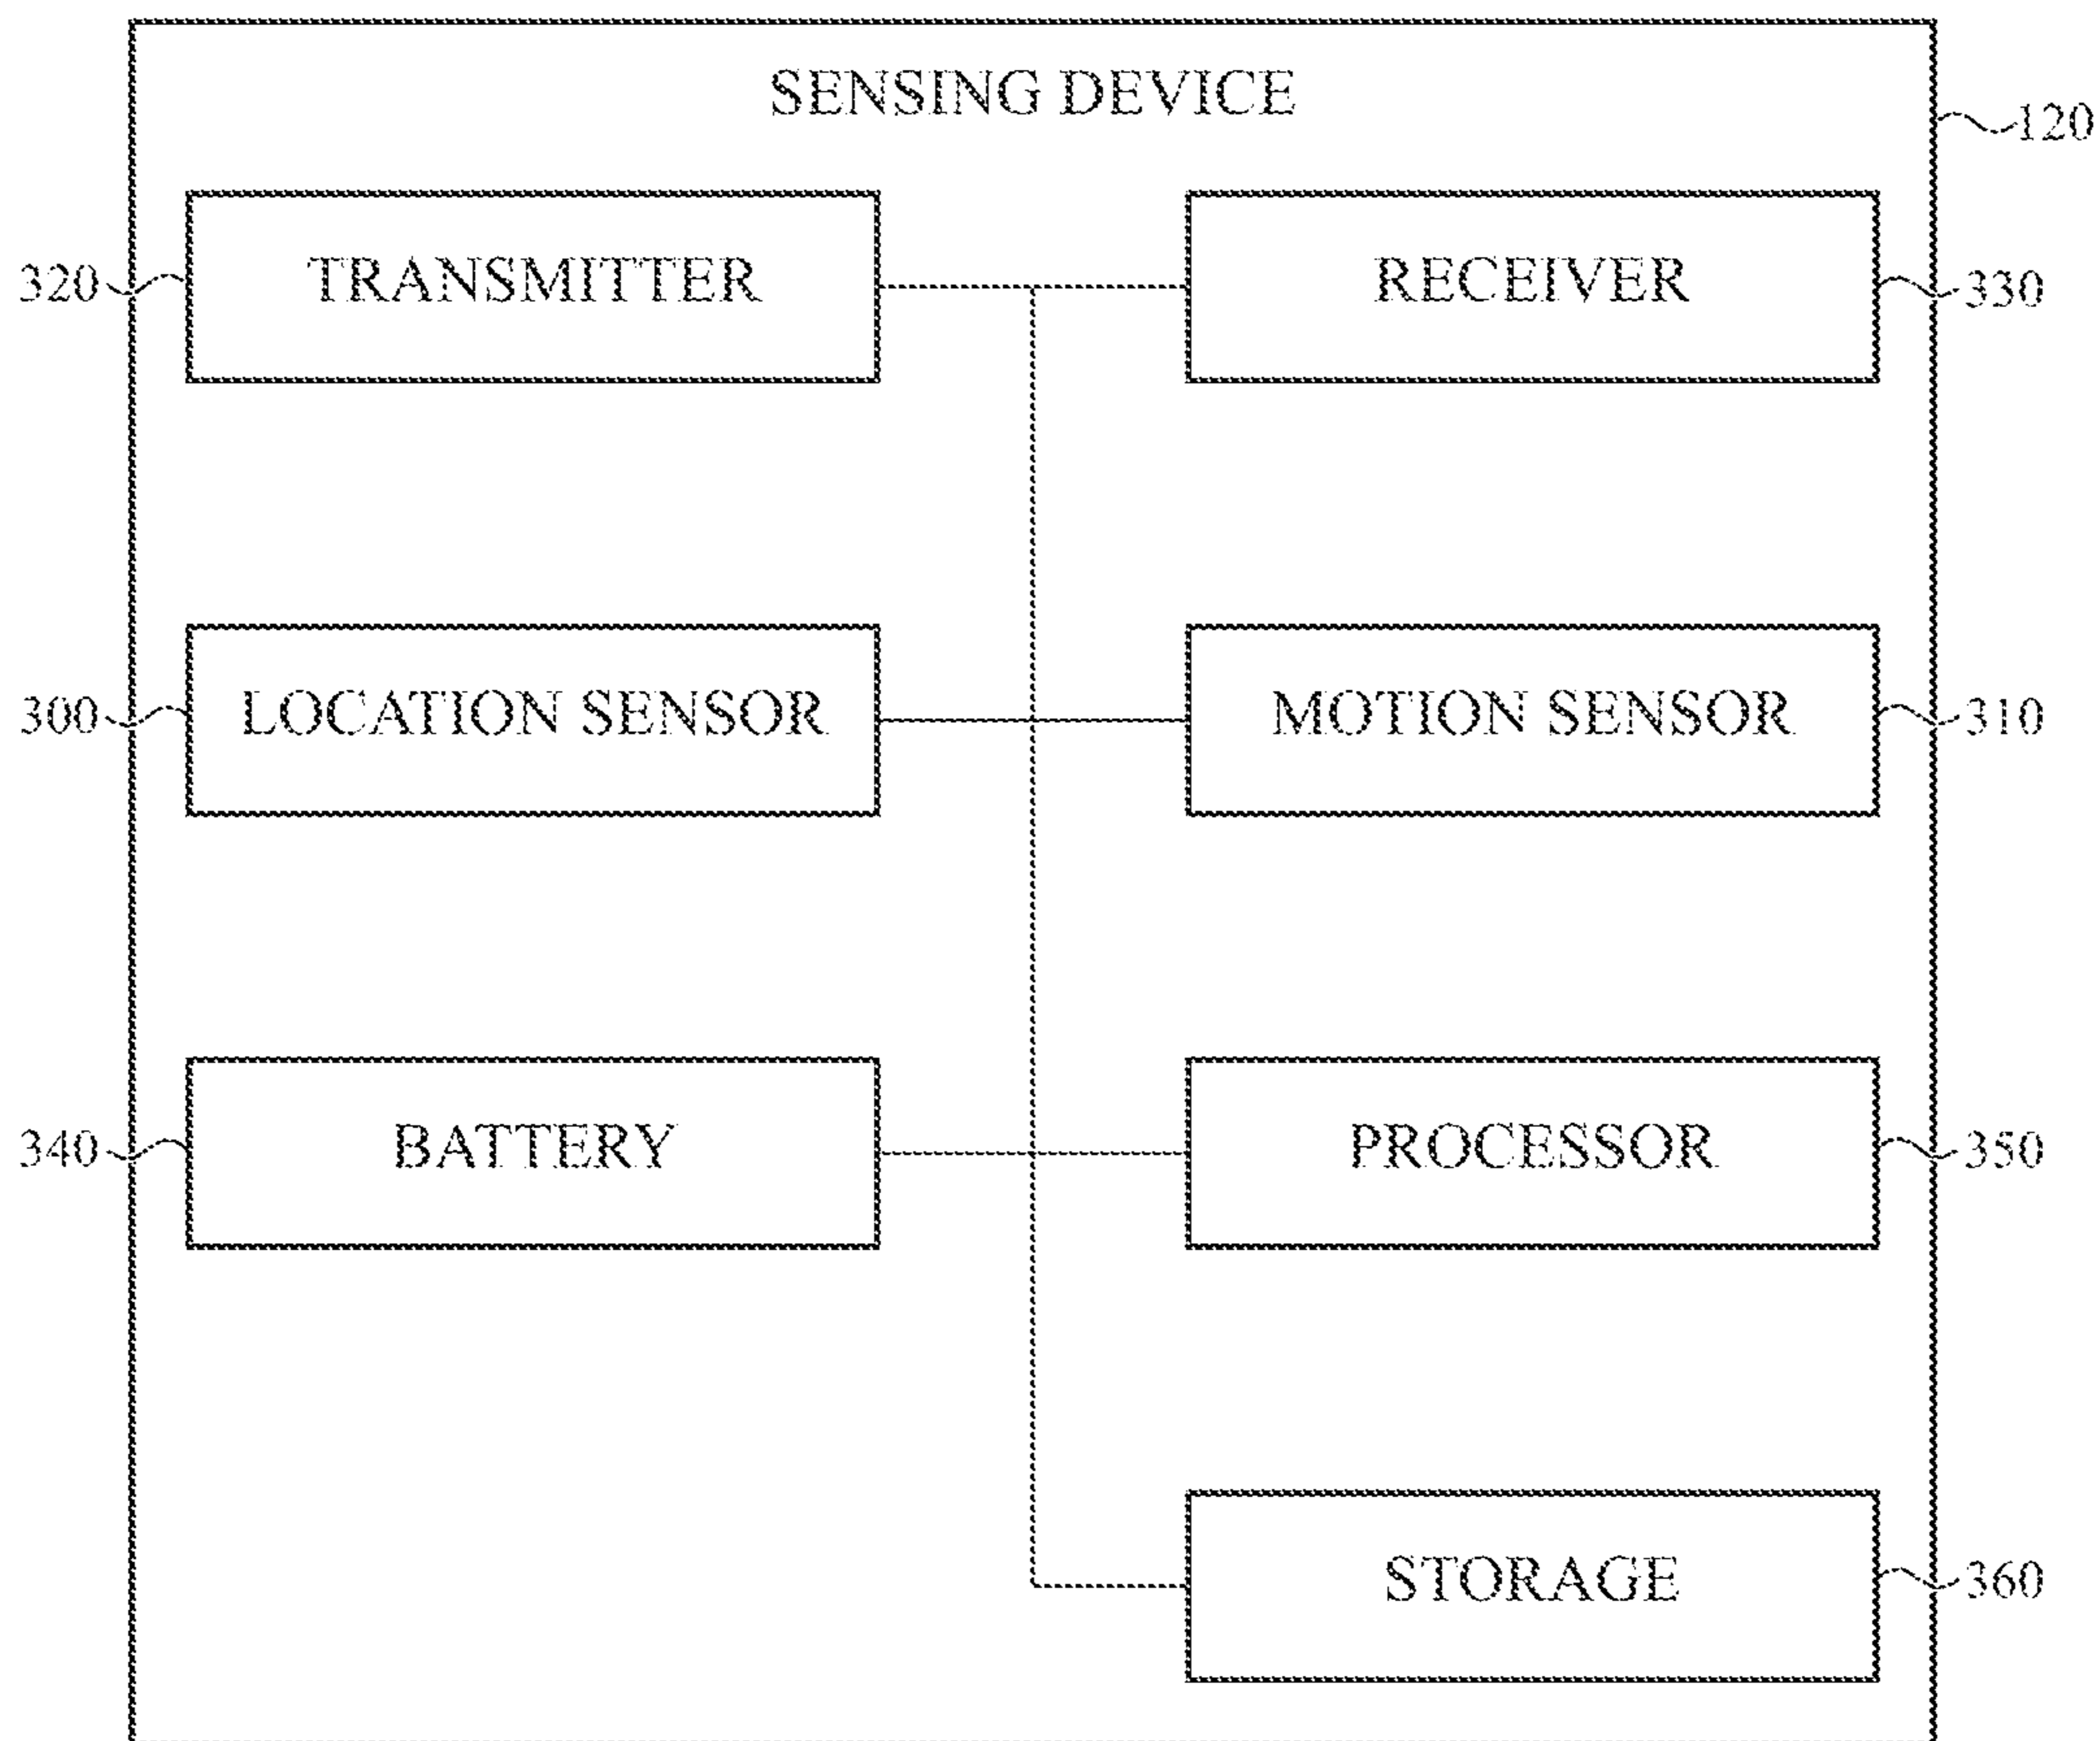 SENSING DEVICE
120
320
TRANSMITTER
RECEIVER
330
300
LOCATION SENSOR
MOTION SENSOR
310
340
BATTERY
PROCESSOR
350
STORAGE
360